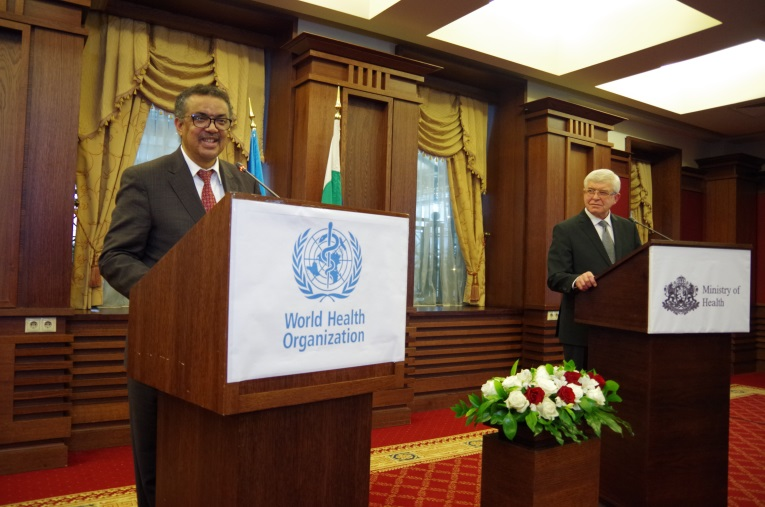 World Health
Organization
Ministry of
Health